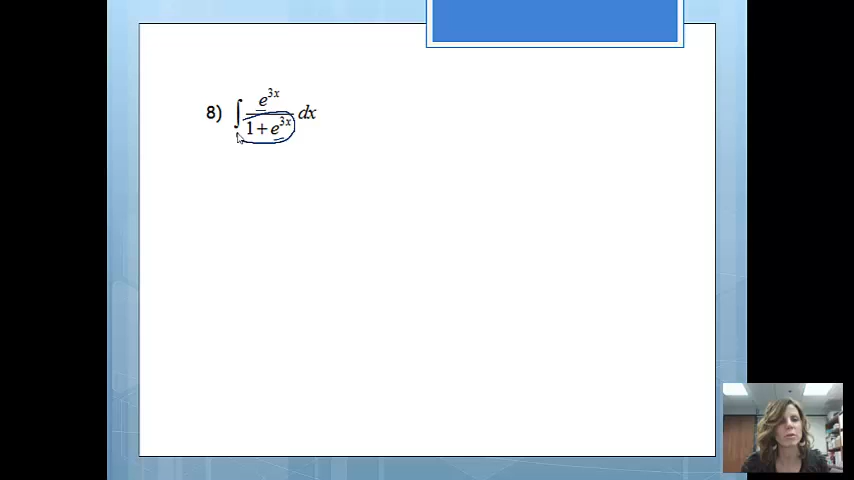 8) ∫ e^{3x} / (1 + e^{3x}) dx